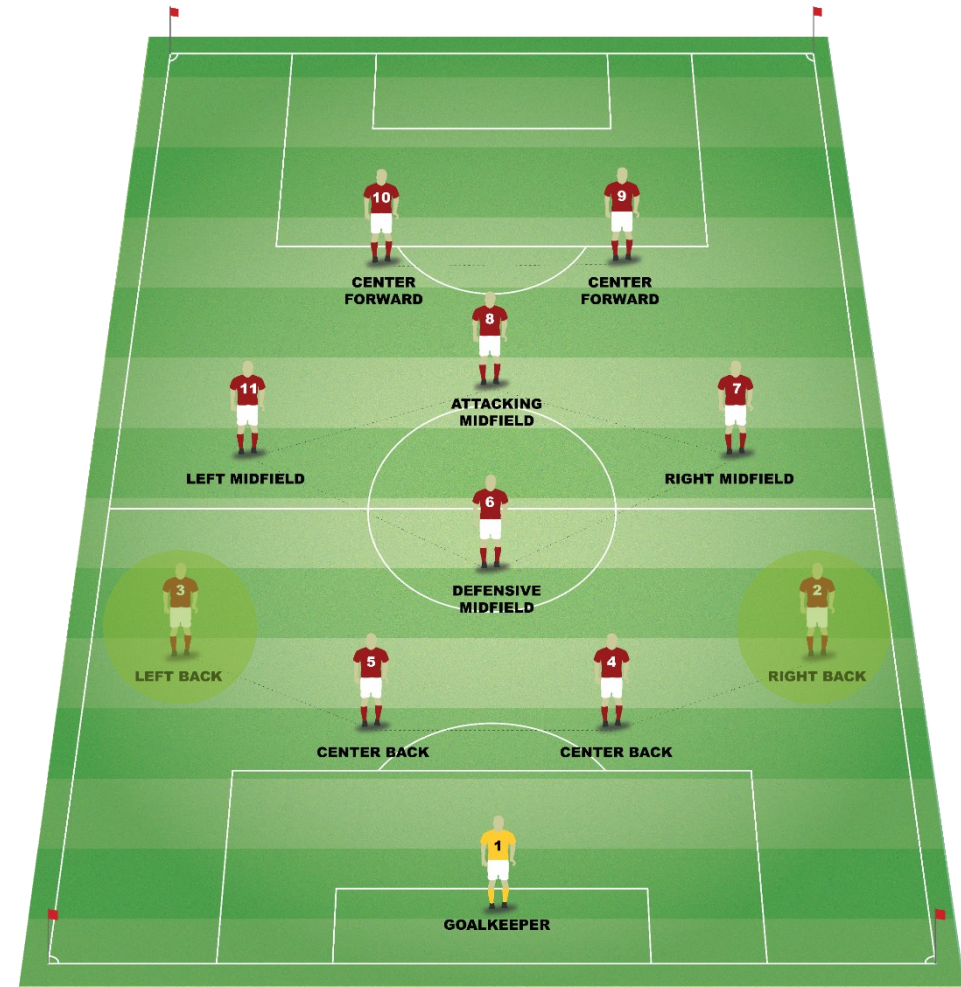 10
9
CENTER
FORWARD
CENTER
FORWARD
8
ATTACKING
MIDFIELD
11
7
LEFT MIDFIELD
RIGHT MIDFIELD
6
DEFENSIVE
MIDFIELD
3
2
LEFT BACK
RIGHT BACK
5
4
CENTER BACK
CENTER BACK
1
GOALKEEPER